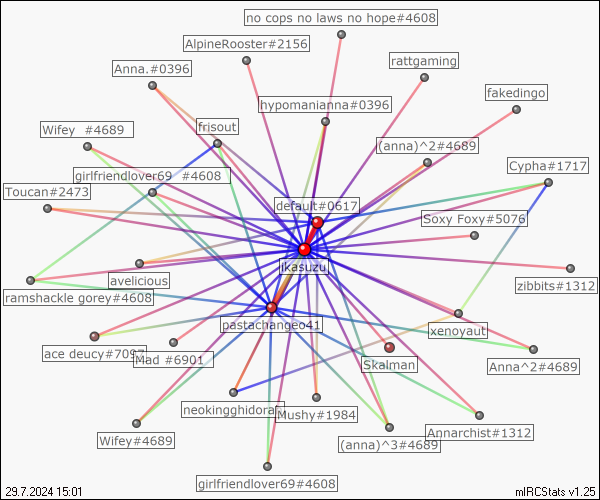 no cops no laws no hope#4608
AlpineRooster#2156
rattgaming
Anna.#0396
fakedingo
hypomanianna#0396
Wifey #4689
frisout
(anna)^2#4689
Cypha#1717
girlfriendlover69 #4608
Toucan#2473
default#0617
Soxy Foxy#5076
ikasuzu
avelicious
zibbits#1312
ramshackle gorey#4608
pastachangeo41
xenoyaut
ace deucy#7097
Mad #6901
Skalman
Anna^2#4689
neokingghidorah
Mushy#1984
Annarchist#1312
Wifey#4689
(anna)^3#4689
girlfriendlover69#4608
29.7.2024 15:01
mIRCStats v1.25